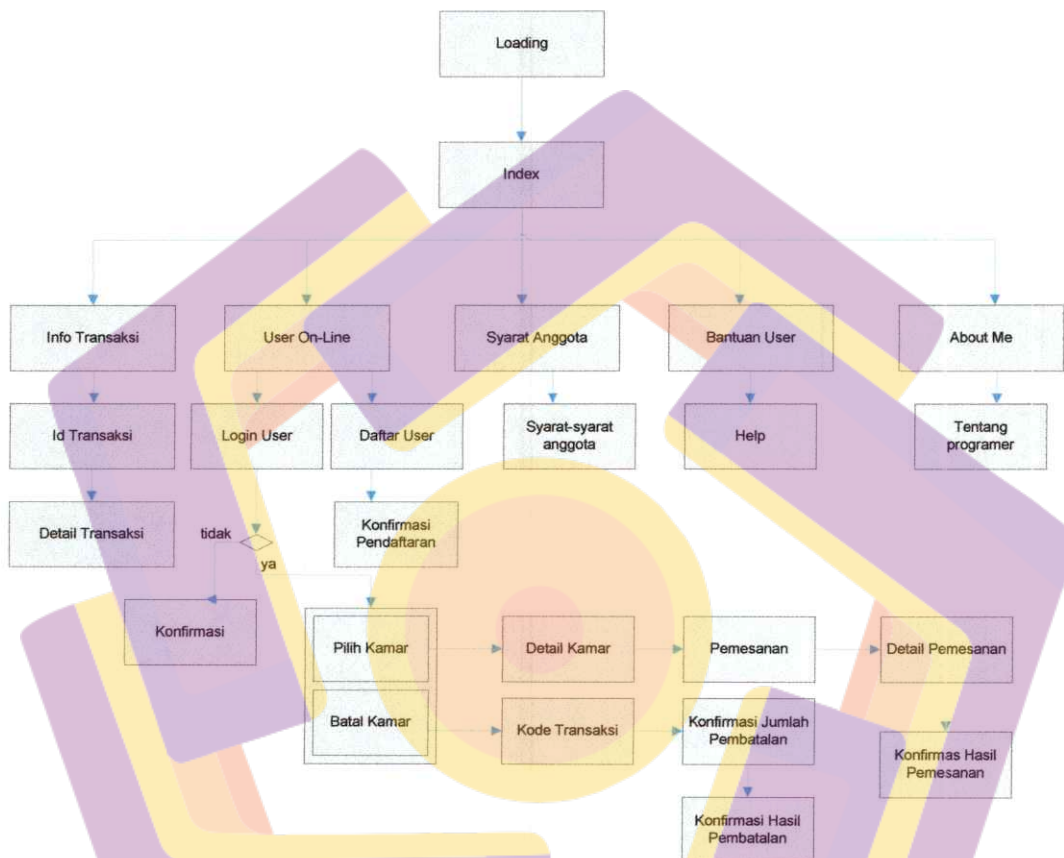 Loading
Index
Info Transaksi
User On-Line
Syarat Anggota
Bantuan User
About Me
Id Transaksi
Login User
Daftar User
Syarat-syarat
anggota
Help
Tentang
programer
Detail Transaksi
tidak
ya
Konfirmasi
Pendaftaran
Konfirmasi
Pilih Kamar
Detail Kamar
Pemesanan
Detail Pemesanan
Batal Kamar
Kode Transaksi
Konfirmasi Jumlah
Pembatalan
Konfirmas Hasil
Pemesanan
Konfirmasi Hasil
Pembatalan